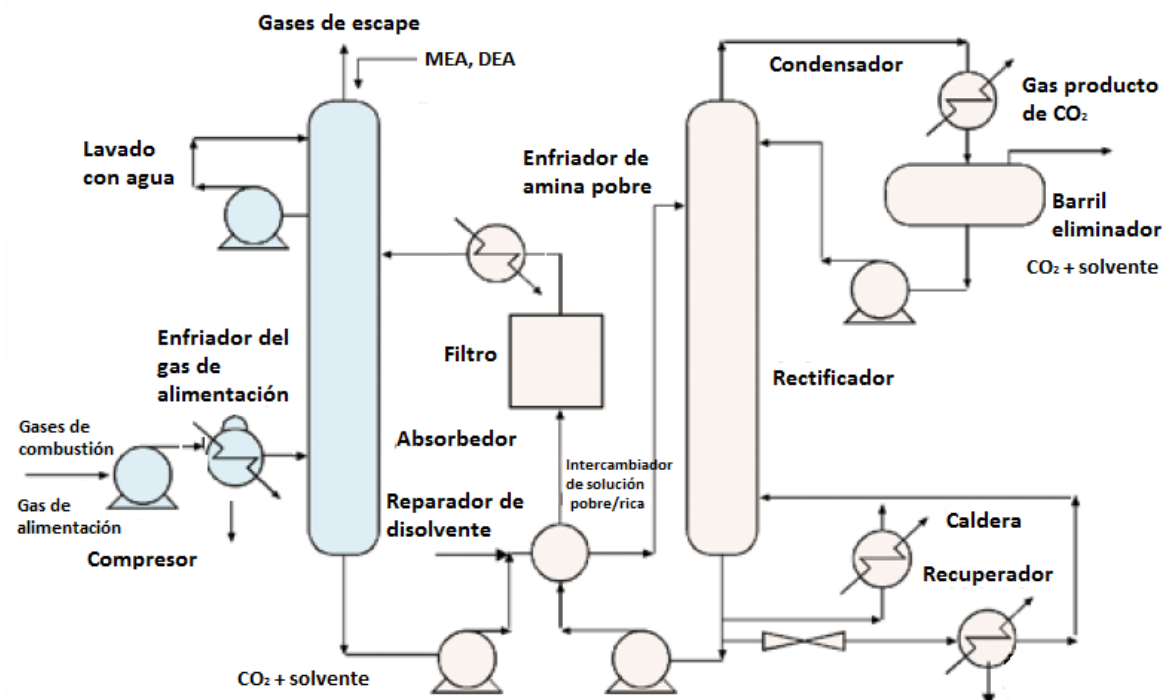 Gases de escape
MEA, DEA
Condensador
Gas producto
de CO₂
Lavado
con agua
Enfriador de
amina pobre
Barril
eliminador
CO₂ + solvente
Enfriador del
gas de
alimentación
Filtro
Rectificador
Gases de
combustión
Absorbedor
Intercambiador
de solución
pobre/rica
Gas de
alimentación
Reparador de
disolvente
Compresor
Caldera
Recuperador
CO₂ + solvente